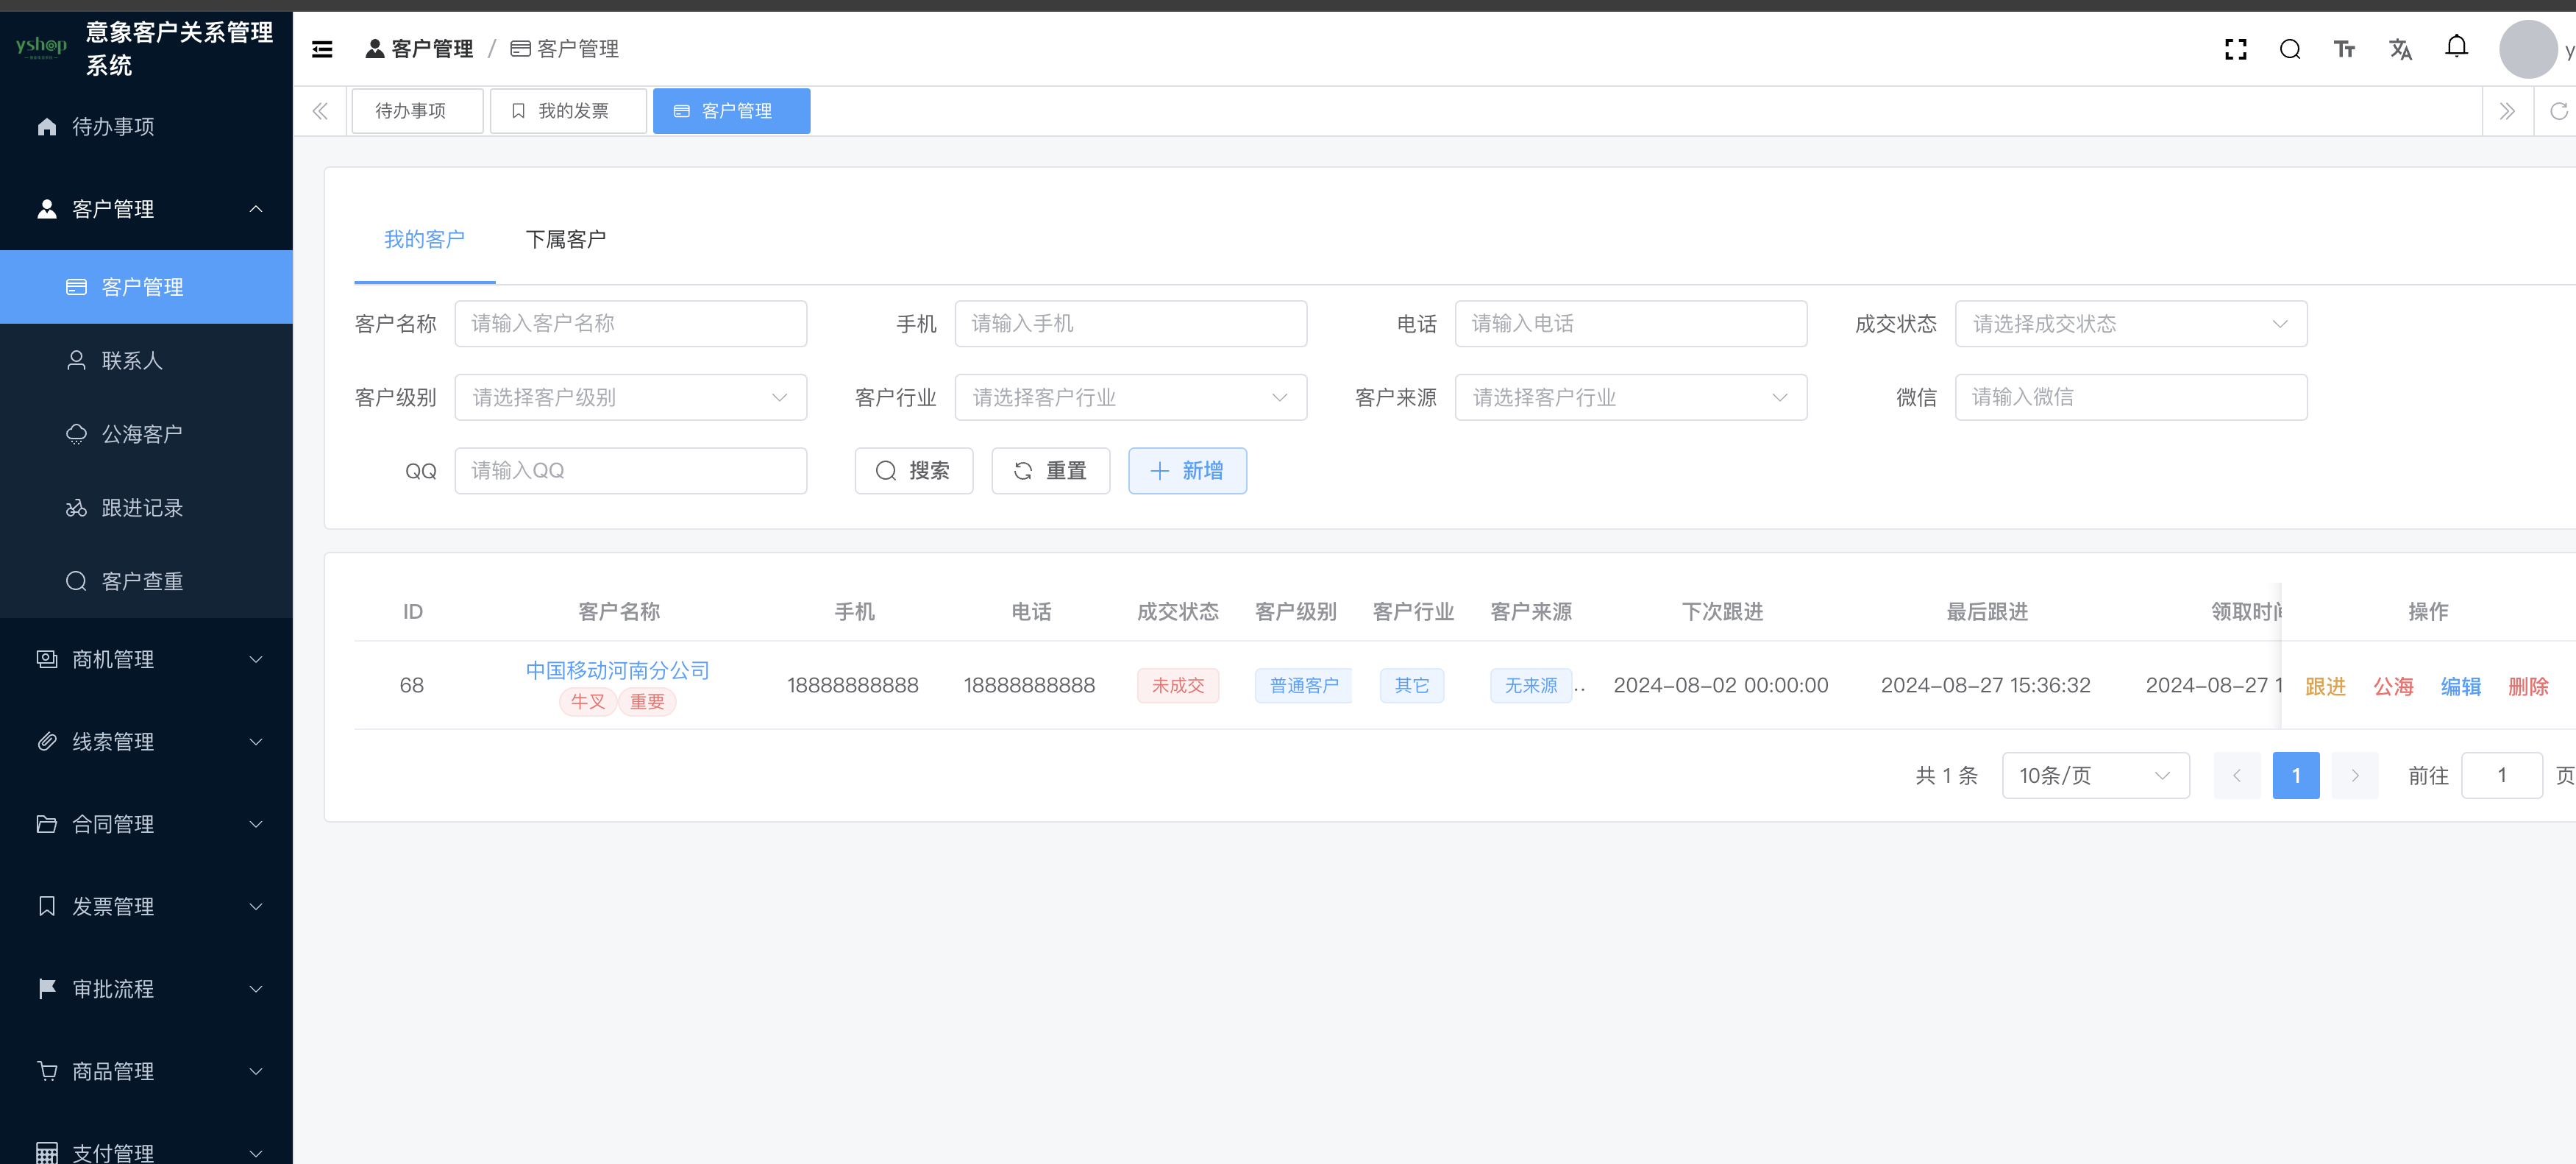 yshop
意象客户关系管理
系统
客户管理 / 客户管理
待办事项
我的发票
客户管理
待办事项
客户管理
客户管理
联系人
公海客户
跟进记录
客户查重
商机管理
线索管理
合同管理
发票管理
审批流程
商品管理
支付管理
我的客户 下属客户
客户名称 请输入客户名称 手机 请输入手机 电话 请输入电话 成交状态 请选择成交状态
客户级别 请选择客户级别 客户行业 请选择客户行业 客户来源 请选择客户行业 微信 请输入微信
QQ 请输入QQ 搜索 重置 新增
ID 客户名称 手机 电话 成交状态 客户级别 客户行业 客户来源 下次跟进 最后跟进 领取时间 操作
68 中国移动河南分公司 18888888888 18888888888 未成交 普通客户 其它 无来源 .. 2024-08-02 00:00:00 2024-08-27 15:36:32 2024-08-27 1 跟进 公海 编辑 删除
牛叉 重要
共 1 条 10条/页 1 前往 1 页